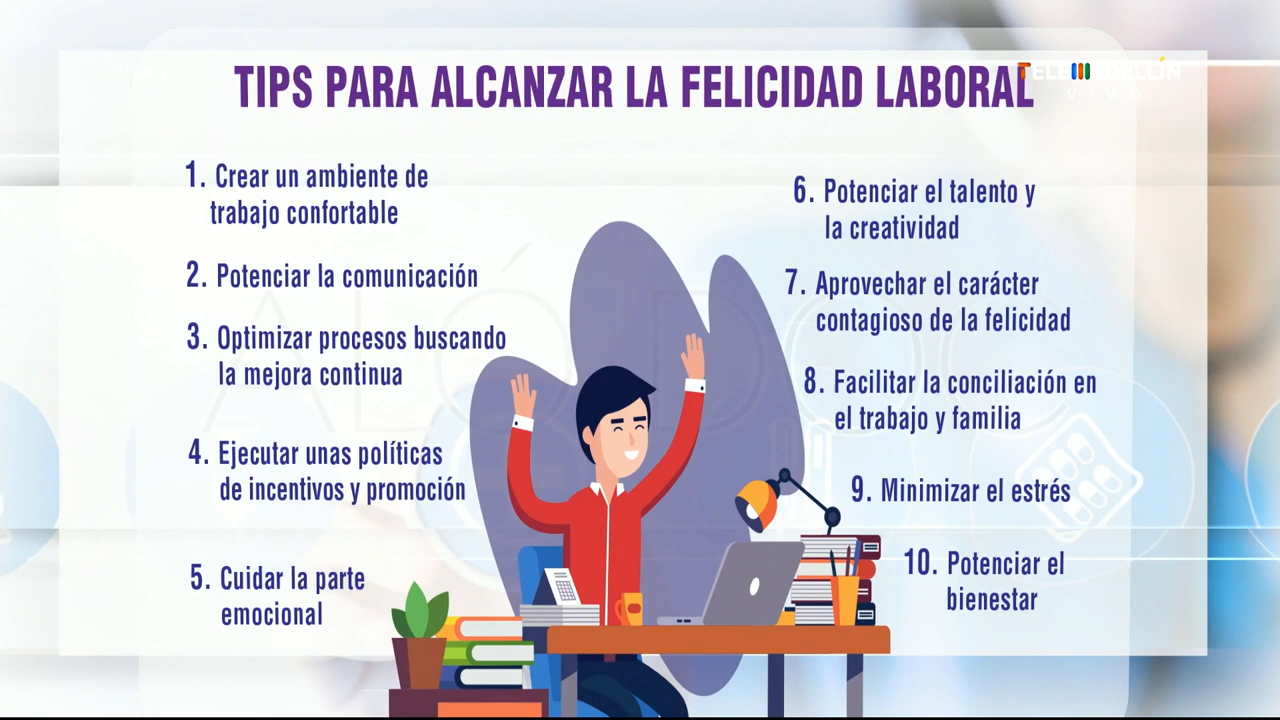 TIPS PARA ALCANZAR LA FELICIDAD LABORAL
TELEMEDELLÍN
VIVO
1. Crear un ambiente de
trabajo confortable
2. Potenciar la comunicación
3. Optimizar procesos buscando
la mejora continua
4. Ejecutar unas políticas
de incentivos y promoción
5. Cuidar la parte
emocional
6. Potenciar el talento y
la creatividad
7. Aprovechar el carácter
contagioso de la felicidad
8. Facilitar la conciliación en
el trabajo y familia
9. Minimizar el estrés
10. Potenciar el
bienestar